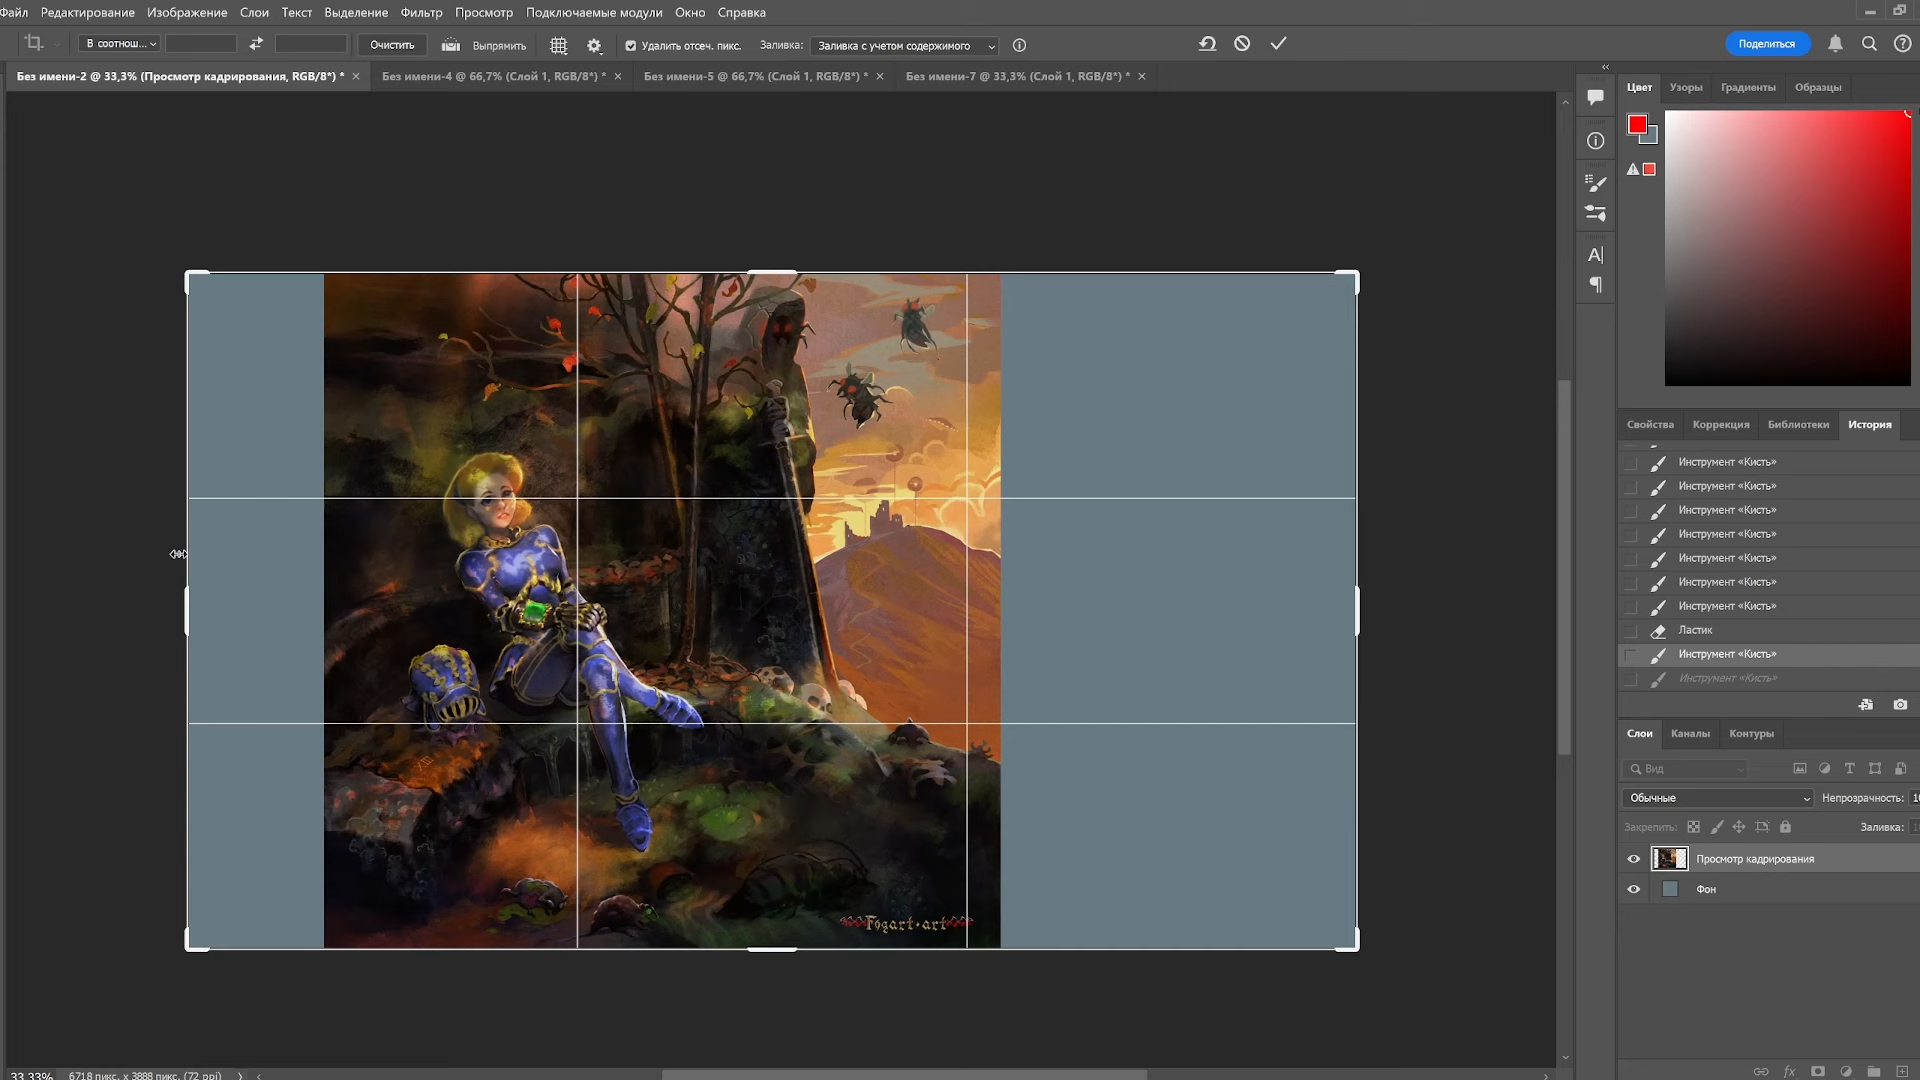 Файл Редактирование Изображение Слои Текст Выделение Фильтр Просмотр Подключаемые модули Окно Справка
В соотнош... Очистить Выпрямить Удалить отсеч. пикс. Заливка: Заливка с учетом содержимого Поделиться
Без имени-2 @ 33,3% (Просмотр кадрирования, RGB/8*) * × Без имени-4 @ 66,7% (Слой 1, RGB/8*) * × Без имени-5 @ 66,7% (Слой 1, RGB/8*) * × Без имени-7 @ 33,3% (Слой 1, RGB/8*) * ×
Цвет Узоры Градиенты Образцы
Свойства Коррекция Библиотеки История
Инструмент «Кисть»
Инструмент «Кисть»
Инструмент «Кисть»
Инструмент «Кисть»
Инструмент «Кисть»
Инструмент «Кисть»
Инструмент «Кисть»
Ластик
Инструмент «Кисть»
Инструмент «Кисть»
Слои Каналы Контуры
Вид
Обычные Непрозрачность: 10
Закрепить: Заливка: 10
Просмотр кадрирования
Фон
Fogart-art
33,33% 6718 пикс. x 3888 пикс. (72 ppi)